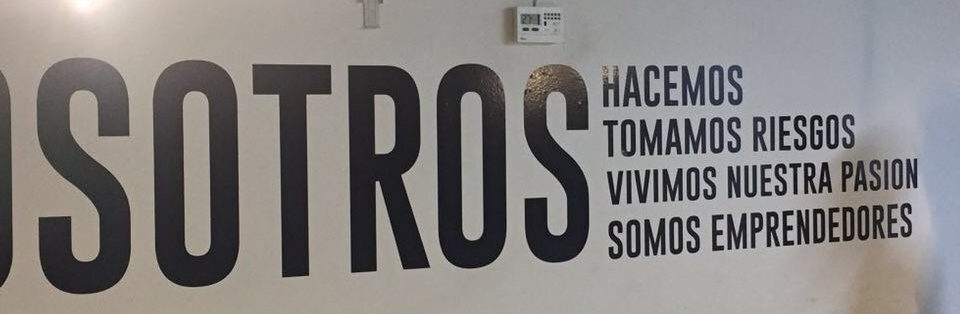 OSOTROS
HACEMOS
TOMAMOS RIESGOS
VIVIMOS NUESTRA PASION
SOMOS EMPRENDEDORES